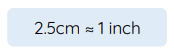 2.5cm ≈ 1 inch